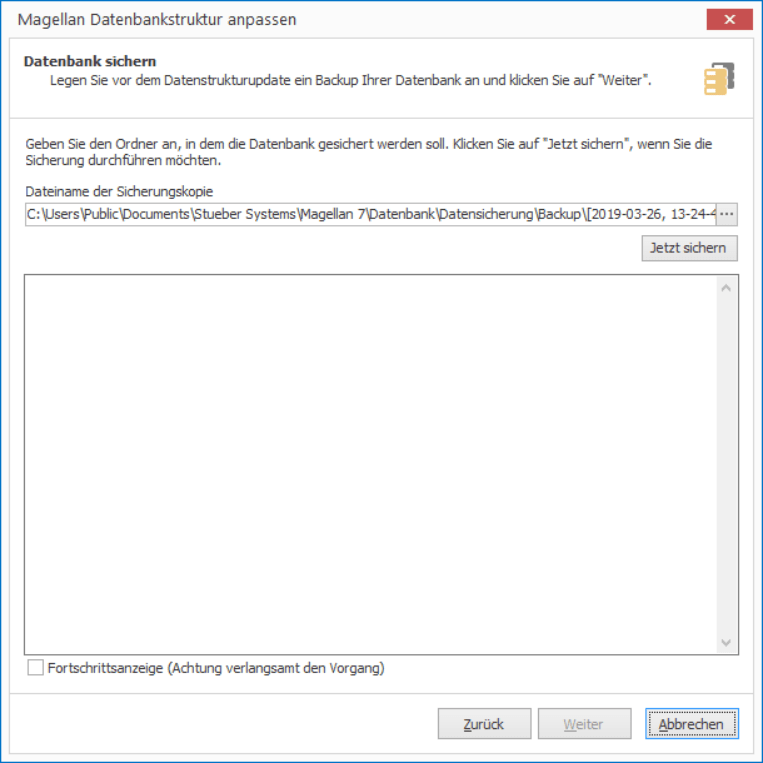 Magellan Datenbankstruktur anpassen
Datenbank sichern
Legen Sie vor dem Datenstrukturupdate ein Backup Ihrer Datenbank an und klicken Sie auf "Weiter".
Geben Sie den Ordner an, in dem die Datenbank gesichert werden soll. Klicken Sie auf "Jetzt sichern", wenn Sie die
Sicherung durchführen möchten.
Dateiname der Sicherungskopie
C:\Users\Public\Documents\Stueber Systems\Magellan 7\Datenbank\Datensicherung\Backup\[2019-03-26, 13-24-4 ...
Jetzt sichern
Fortschrittsanzeige (Achtung verlangsamt den Vorgang)
Zurück Weiter Abbrechen